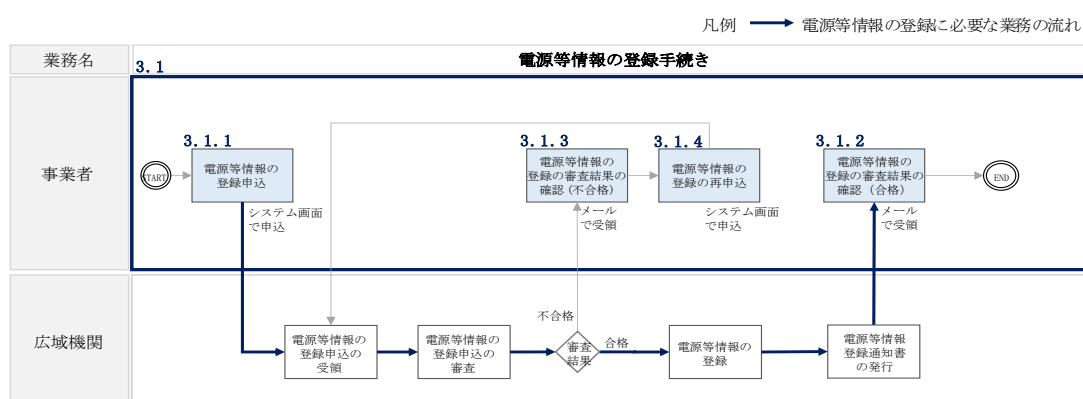 凡例 電源等情報の登録に必要な業務の流れ
業務名
3.1
電源等情報の登録手続き
事業者
START
3.1.1
電源等情報の
登録申込
システム画面
で申込
3.1.3
電源等情報の
登録の審査結果の
確認(不合格)
メール
で受領
3.1.4
電源等情報の
登録の再申込
システム画面
で申込
3.1.2
電源等情報の
登録の審査結果の
確認（合格）
メール
で受領
END
広域機関
電源等情報の
登録申込の
受領
電源等情報の
登録申込の
審査
不合格
審査
結果
合格
電源等情報の
登録
電源等情報
登録通知書
の発行